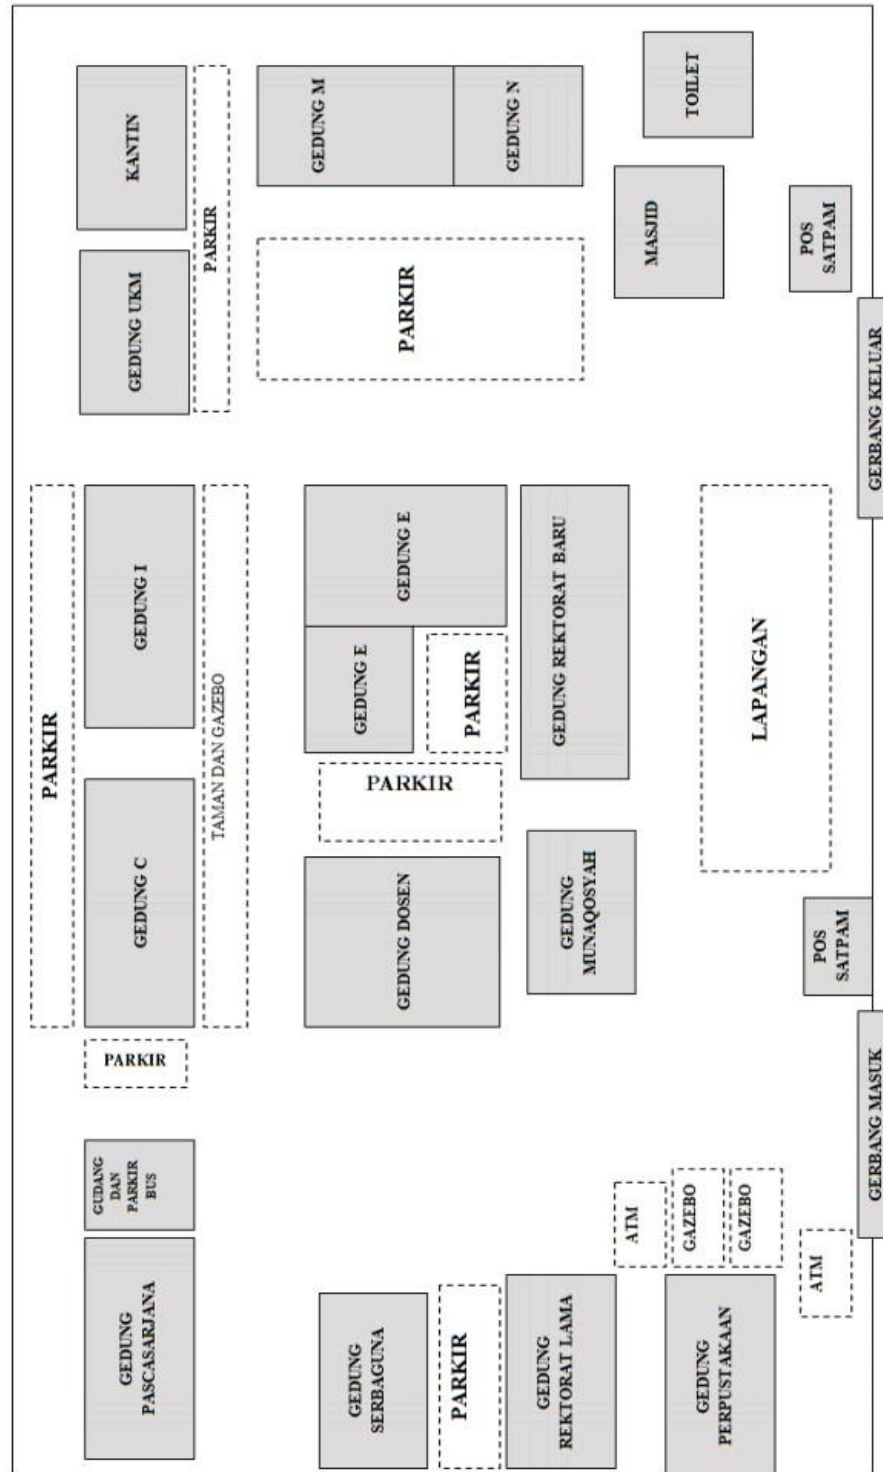 KANTIN
PARKIR
GEDUNG M
GEDUNG N
TOILET
MASJID
POS
SATPAM
GEDUNG UKM
PARKIR
GERBANG KELUAR
PARKIR
GEDUNG I
TAMAN DAN GAZEBO
GEDUNG E
GEDUNG E
PARKIR
PARKIR
GEDUNG REKTORAT BARU
LAPANGAN
GEDUNG C
GEDUNG DOSEN
GEDUNG
MUNAQOSYAH
POS
SATPAM
PARKIR
GERBANG MASUK
GUDANG
DAN
PARKIR
BUS
ATM
GAZEBO
GAZEBO
ATM
GEDUNG
PASCASARJANA
GEDUNG
SERBAGUNA
PARKIR
GEDUNG
REKTORAT LAMA
GEDUNG
PERPUSTAKAAN